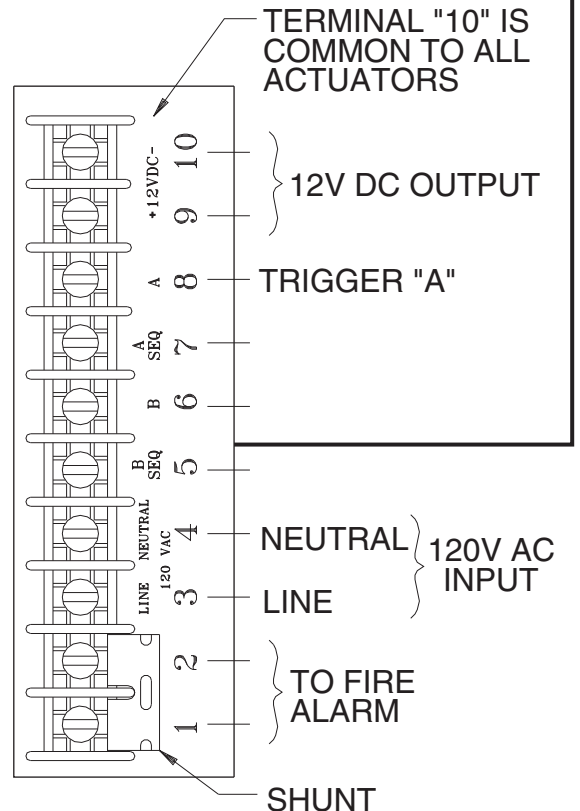 TERMINAL "10" IS
COMMON TO ALL
ACTUATORS
+12VDC-
10
12V DC OUTPUT
9
A
8
TRIGGER "A"
A
SEQ
7
B
6
B
SEQ
5
LINE NEUTRAL
120 VAC
4
NEUTRAL
120V AC
INPUT
3
LINE
2
TO FIRE
ALARM
1
SHUNT